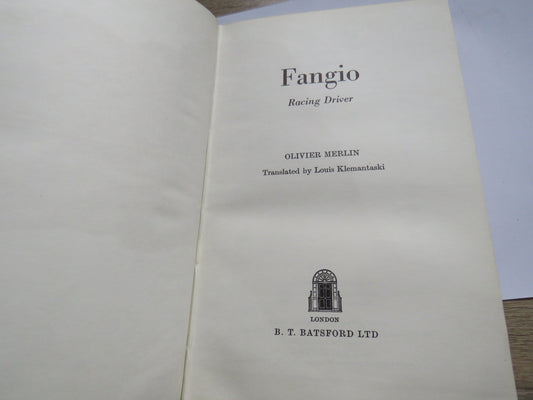 Fangio
Racing Driver
OLIVIER MERLIN
Translated by Louis Klemantaski
LONDON
B. T. BATSFORD LTD